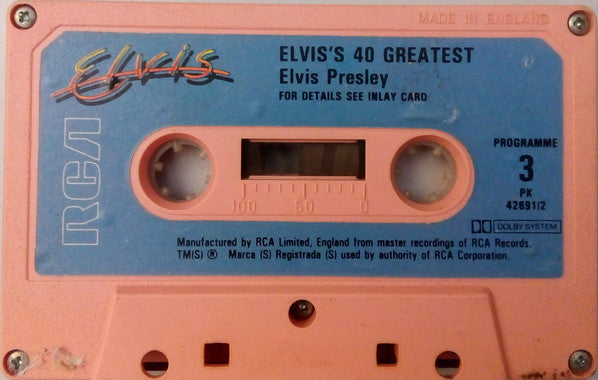 MADE IN ENGLAND
Elvis
ELVIS'S 40 GREATEST
Elvis Presley
FOR DETAILS SEE INLAY CARD
RCA
PROGRAMME
3
PK
42691/2
100 50 0
DOLBY SYSTEM
Manufactured by RCA Limited, England from master recordings of RCA Records.
TM(S) ® Marca (S) Registrada (S) used by authority of RCA Corporation.